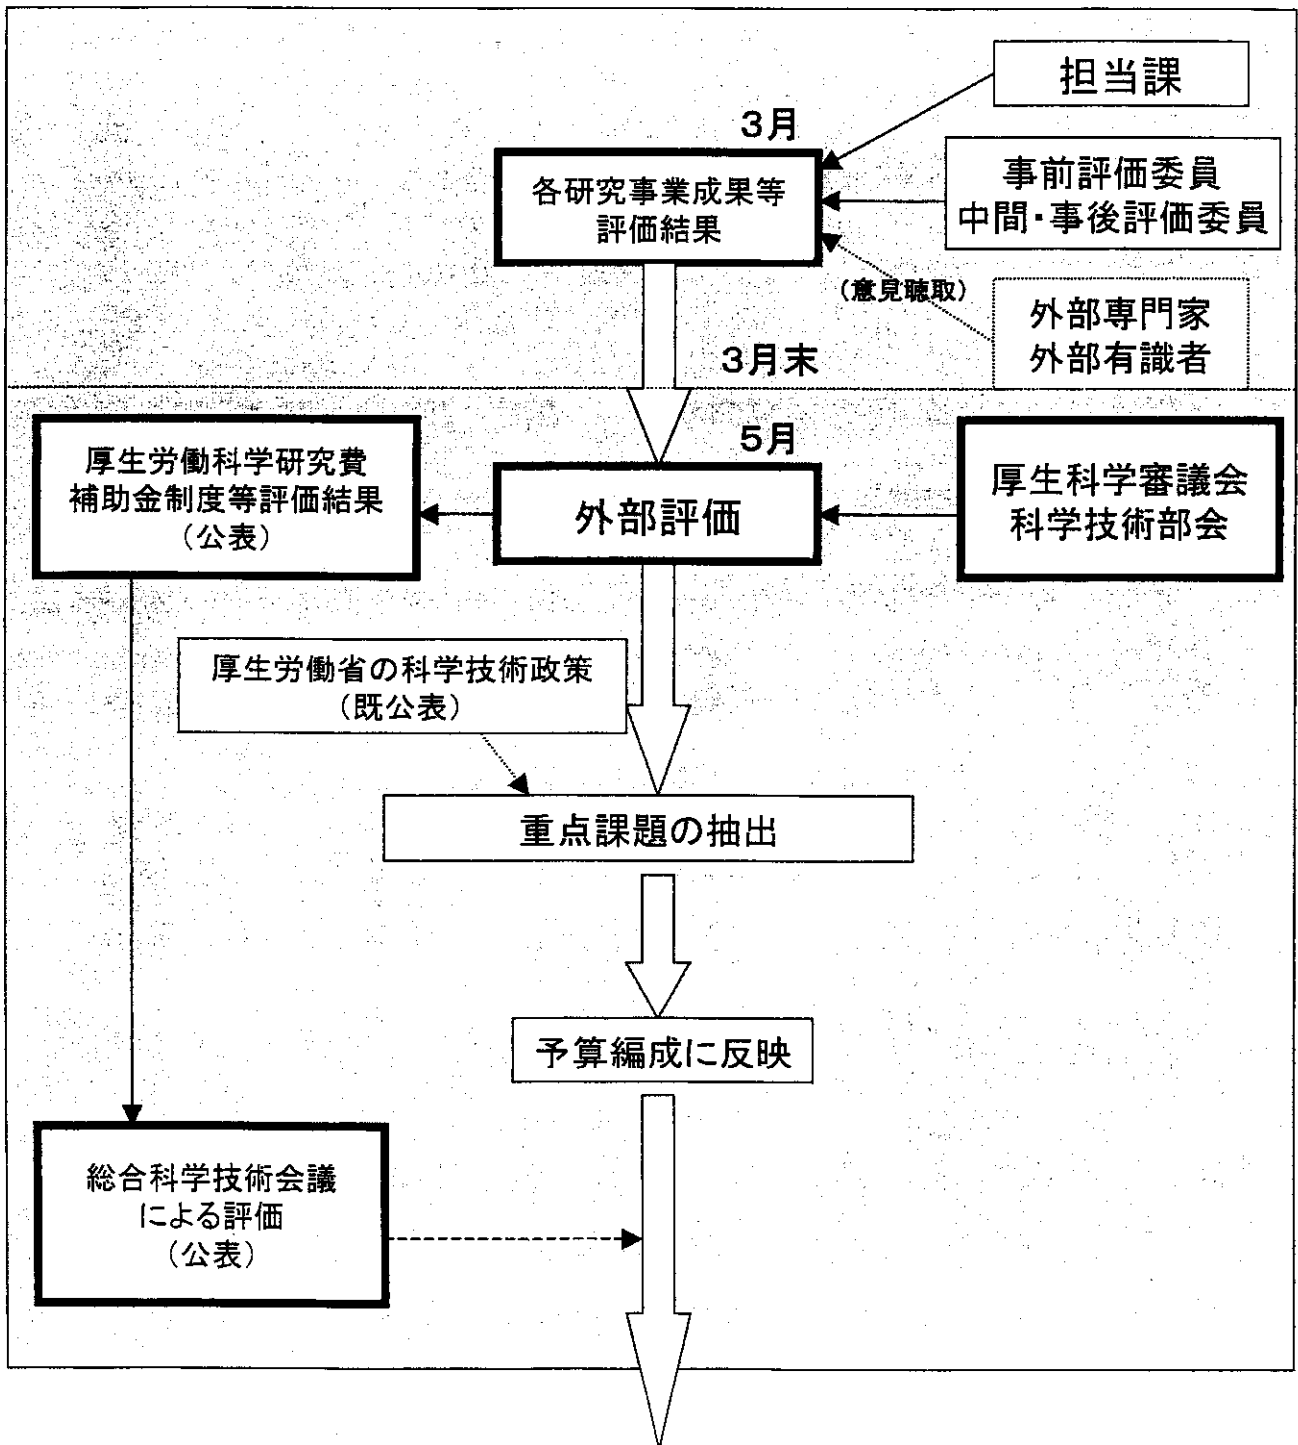 担当課
3月
各研究事業成果等
評価結果
事前評価委員
中間・事後評価委員
(意見聴取)
外部専門家
外部有識者
3月末
厚生労働科学研究費
補助金制度等評価結果
(公表)
5月
外部評価
厚生科学審議会
科学技術部会
厚生労働省の科学技術政策
(既公表)
重点課題の抽出
予算編成に反映
総合科学技術会議
による評価
(公表)